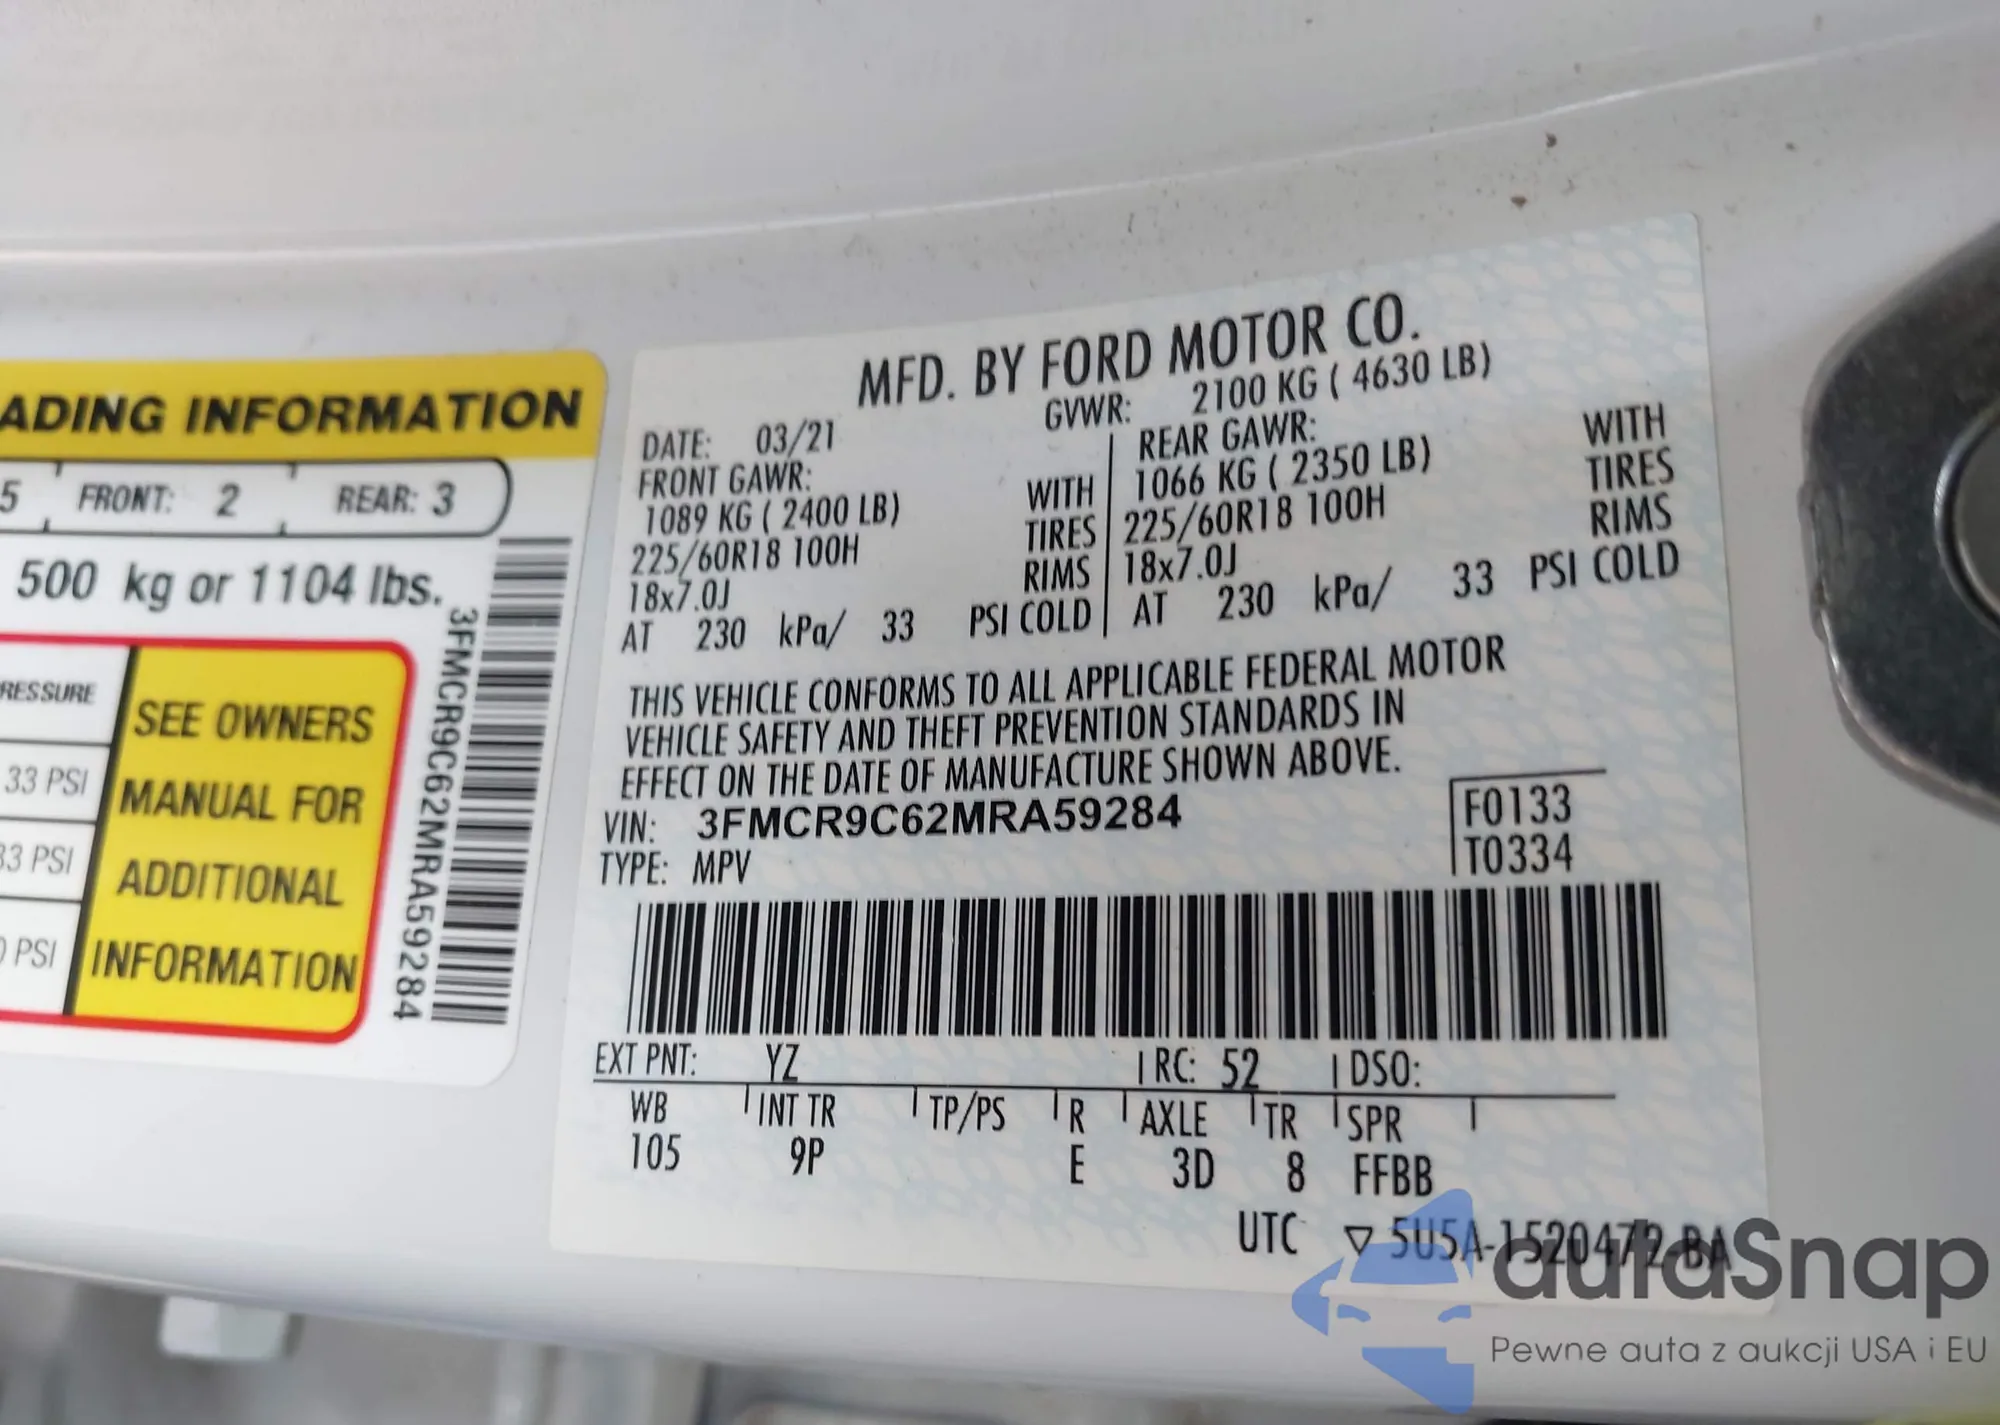 ADING INFORMATION
5 FRONT: 2 REAR: 3
500 kg or 1104 lbs.
RESSURE
33 PSI
33 PSI
PSI
SEE OWNERS
MANUAL FOR
ADDITIONAL
INFORMATION
3FMCR9C62MRA59284
MFD. BY FORD MOTOR CO.
DATE: 03/21 GVWR: 2100 KG ( 4630 LB)
FRONT GAWR:
1089 KG ( 2400 LB) WITH
225/60R18 100H TIRES
18x7.0J RIMS
AT 230 kPa/ 33 PSI COLD
REAR GAWR: WITH
1066 KG ( 2350 LB) TIRES
225/60R18 100H RIMS
18x7.0J
AT 230 kPa/ 33 PSI COLD
THIS VEHICLE CONFORMS TO ALL APPLICABLE FEDERAL MOTOR
VEHICLE SAFETY AND THEFT PREVENTION STANDARDS IN
EFFECT ON THE DATE OF MANUFACTURE SHOWN ABOVE.
VIN: 3FMCR9C62MRA59284 F0133
TYPE: MPV T0334
EXT PNT: YZ RC: 52 DSO:
WB INT TR TP/PS R AXLE TR SPR
105 9P E 3D 8 FFBB
UTC ▽ 5U5A-1520472-BA
autaSnap
Pewne auta z aukcji USA i EU